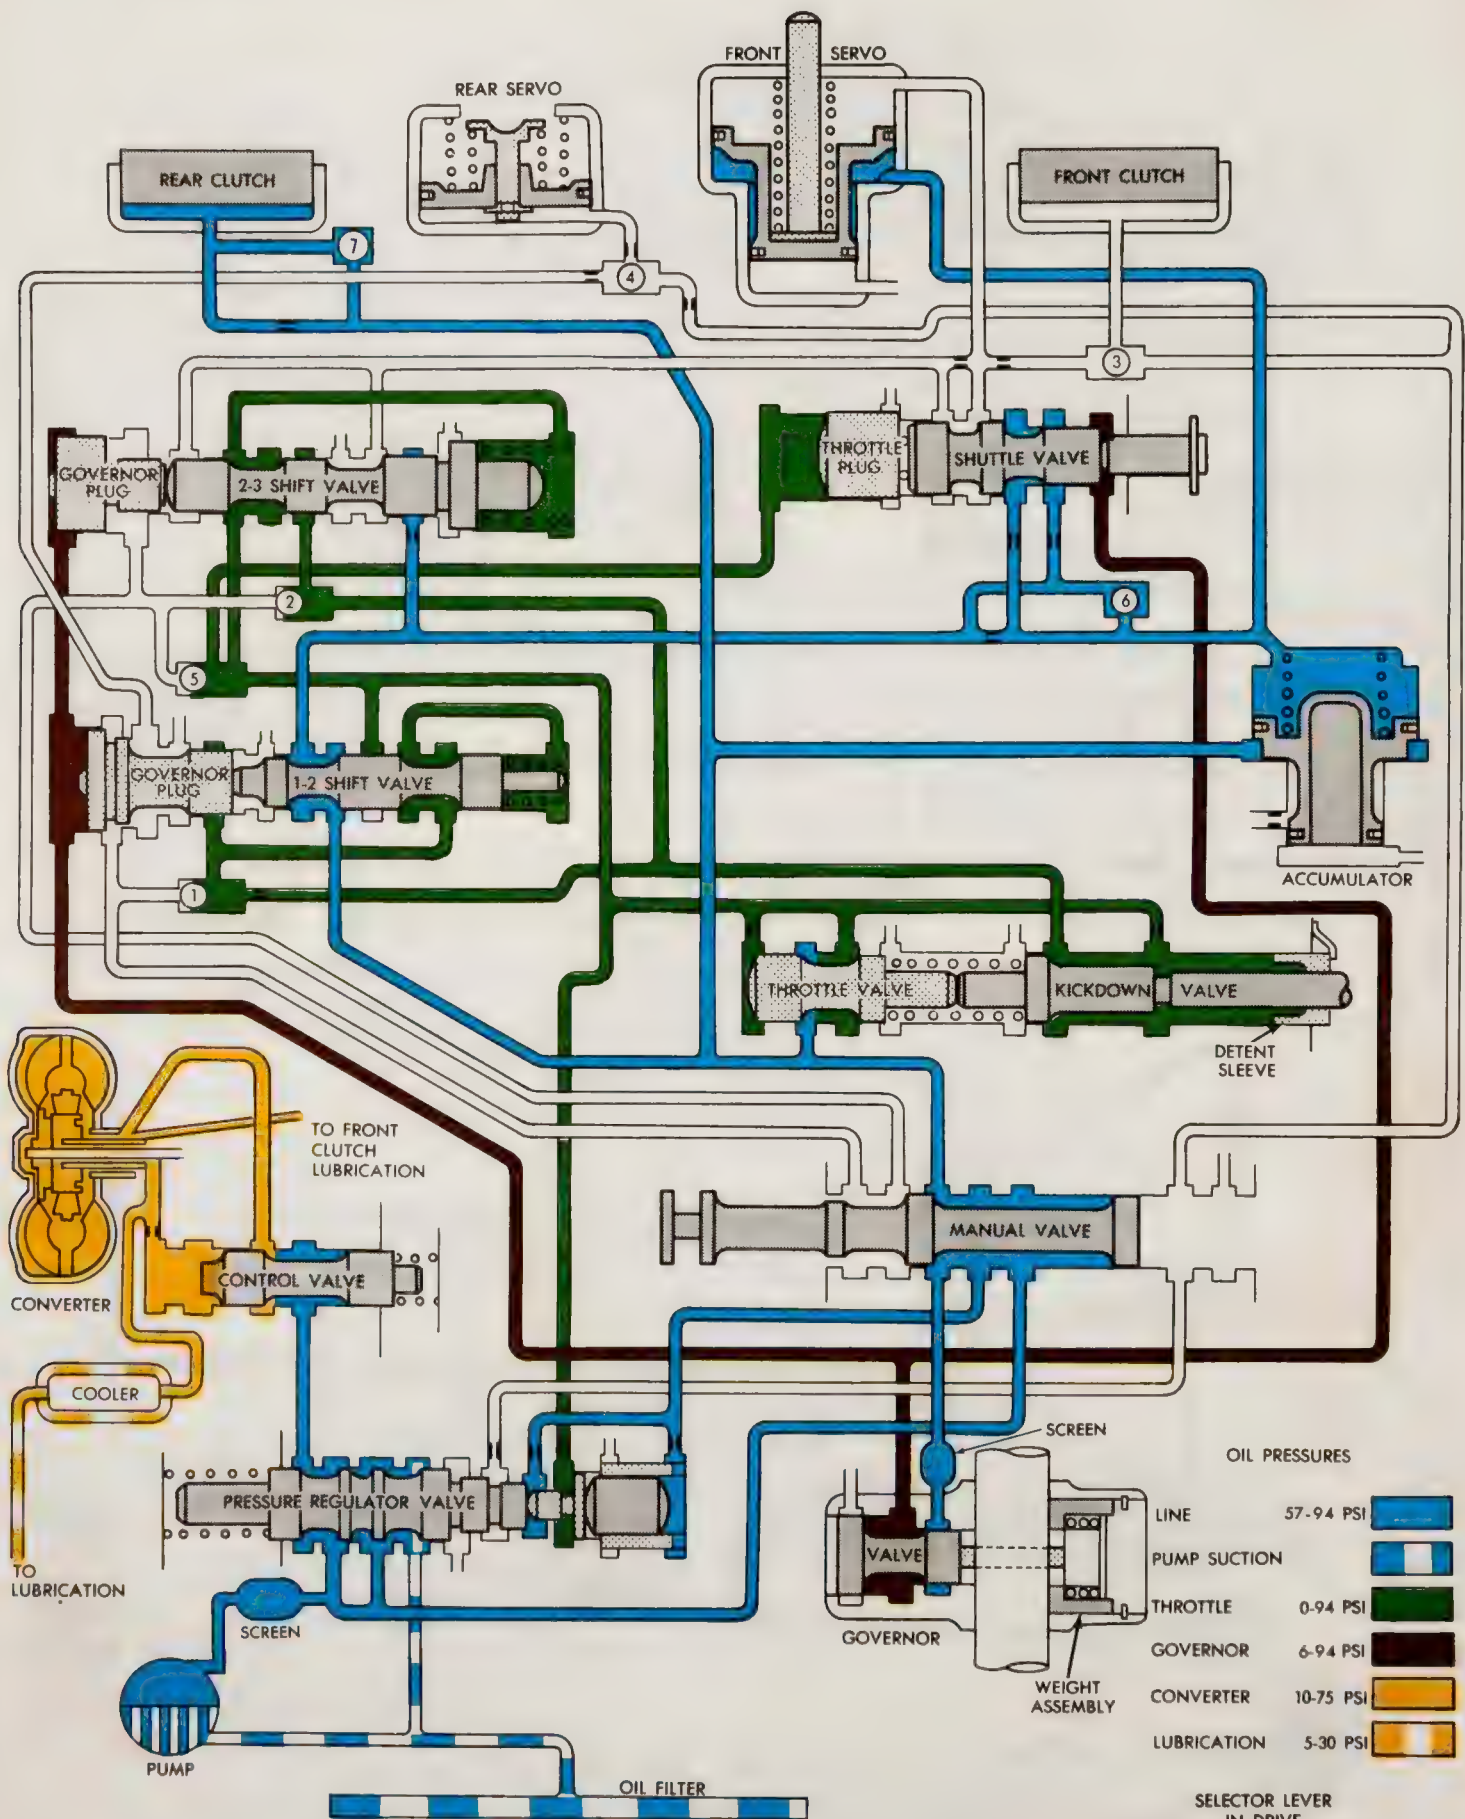 FRONT SERVO
REAR SERVO
REAR CLUTCH
FRONT CLUTCH
7
4
3
GOVERNOR
PLUG
2-3 SHIFT VALVE
THROTTLE
PLUG
SHUTTLE VALVE
2
6
5
GOVERNOR
PLUG
1-2 SHIFT VALVE
1
ACCUMULATOR
THROTTLE VALVE
KICKDOWN VALVE
DETENT
SLEEVE
TO FRONT
CLUTCH
LUBRICATION
MANUAL VALVE
CONTROL VALVE
CONVERTER
COOLER
SCREEN
PRESSURE REGULATOR VALVE
TO
LUBRICATION
SCREEN
VALVE
GOVERNOR
WEIGHT
ASSEMBLY
PUMP
OIL FILTER
OIL PRESSURES
LINE 57-94 PSI
PUMP SUCTION
THROTTLE 0-94 PSI
GOVERNOR 6-94 PSI
CONVERTER 10-75 PSI
LUBRICATION 5-30 PSI
SELECTOR LEVER
IN DRIVE